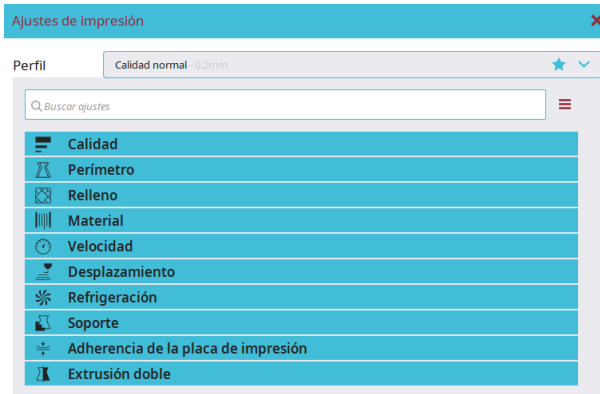 Ajustes de impresión
Perfil
Calidad normal - 0.2mm
Buscar ajustes
Calidad
Perímetro
Relleno
Material
Velocidad
Desplazamiento
Refrigeración
Soporte
Adherencia de la placa de impresión
Extrusión doble